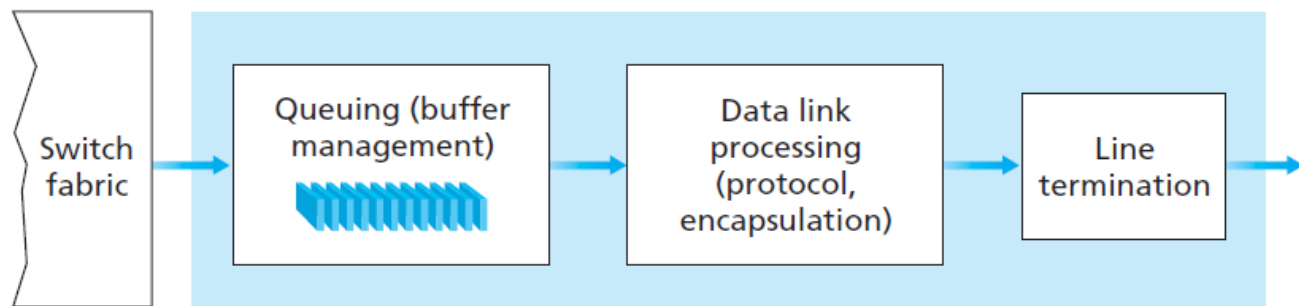 Switch
fabric
Queuing (buffer
management)
Data link
processing
(protocol,
encapsulation)
Line
termination